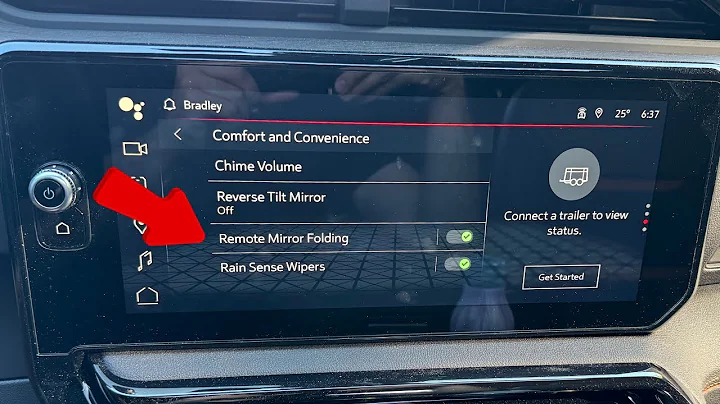 Bradley
25° 6:37
Comfort and Convenience
Chime Volume
Reverse Tilt Mirror
Off
Remote Mirror Folding
Rain Sense Wipers
Connect a trailer to view
status.
Get Started